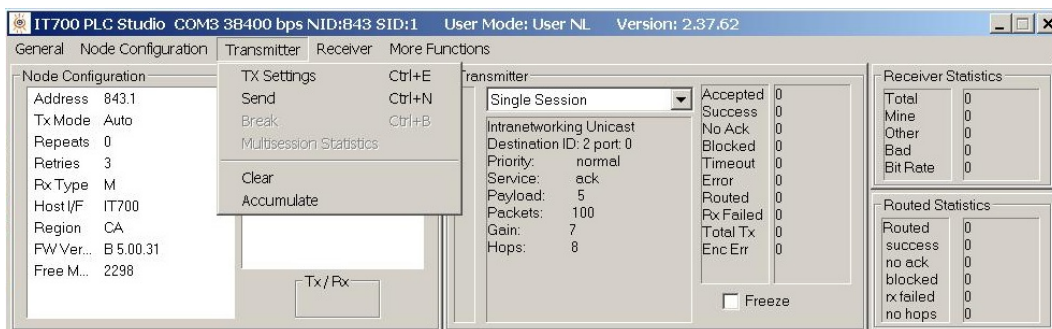 IT700 PLC Studio COM3 38400 bps NID:843 SID:1 User Mode: User NL Version: 2.37.62
General Node Configuration Transmitter Receiver More Functions
Node Configuration
Address 843.1
Tx Mode Auto
Repeats 0
Retries 3
Rx Type M
Host I/F IT700
Region CA
FW Ver... B 5.00.31
Free M... 2298
TX Settings Ctrl+E
Send Ctrl+N
Break Ctrl+B
Multisession Statistics
Clear
Accumulate
Tx / Rx
Transmitter
Single Session
Intranetworking Unicast
Destination ID: 2 port: 0
Priority: normal
Service: ack
Payload: 5
Packets: 100
Gain: 7
Hops: 8
Accepted 0
Success 0
No Ack 0
Blocked 0
Timeout 0
Error 0
Routed 0
Rx Failed 0
Total Tx 0
Enc Err 0
Freeze
Receiver Statistics
Total 0
Mine 0
Other 0
Bad 0
Bit Rate 0
Routed Statistics
Routed 0
success 0
no ack 0
blocked 0
rx failed 0
no hops 0